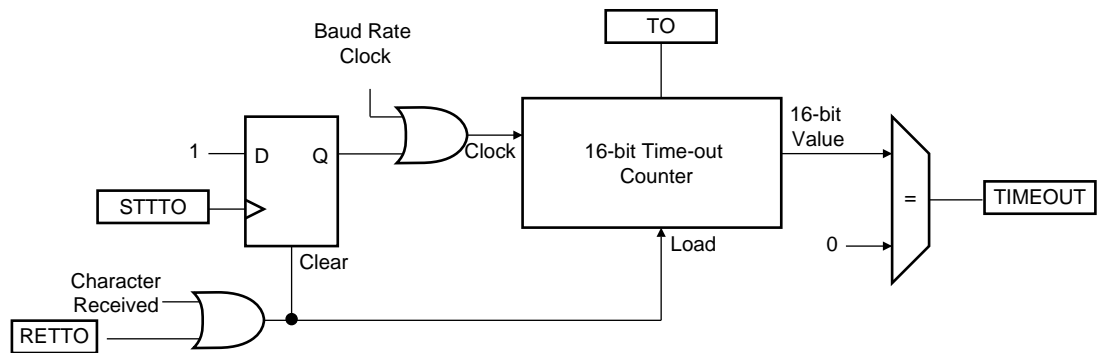 TO
Baud Rate
Clock
16-bit
Value
1
D
Q
Clock
16-bit Time-out
Counter
STTTO
=
TIMEOUT
Clear
Load
0
Character
Received
RETTO